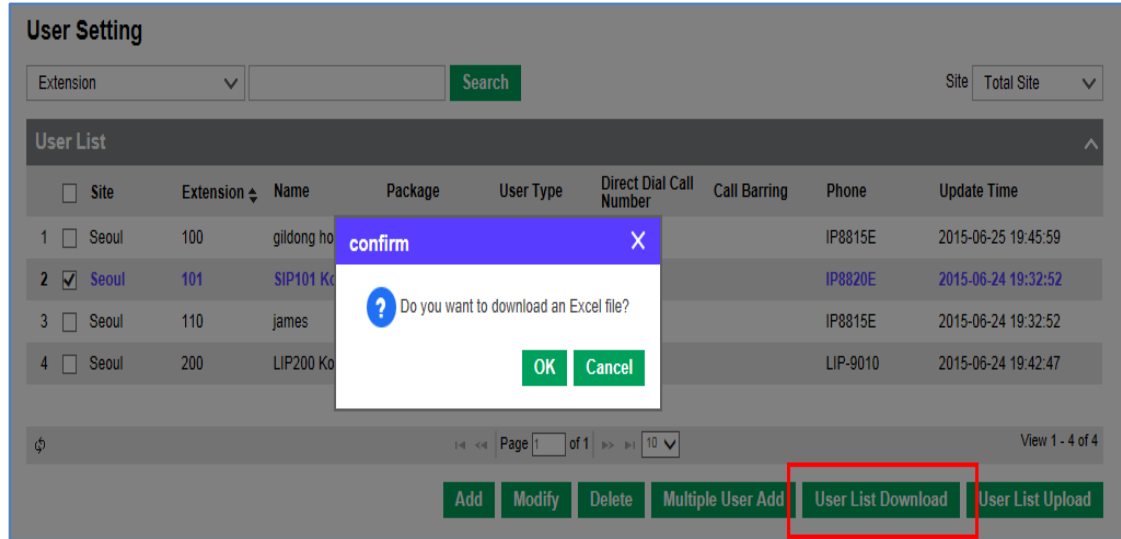 User Setting
Extension Search Site Total Site
User List
Site Extension Name Package User Type Direct Dial Call Number Call Barring Phone Update Time
1 Seoul 100 gildong ho IP8815E 2015-06-25 19:45:59
2 Seoul 101 SIP101 Ko IP8820E 2015-06-24 19:32:52
3 Seoul 110 james IP8815E 2015-06-24 19:32:52
4 Seoul 200 LIP200 Ko LIP-9010 2015-06-24 19:42:47
confirm X
? Do you want to download an Excel file?
OK Cancel
Page 1 of 1 10 View 1 - 4 of 4
Add Modify Delete Multiple User Add User List Download User List Upload